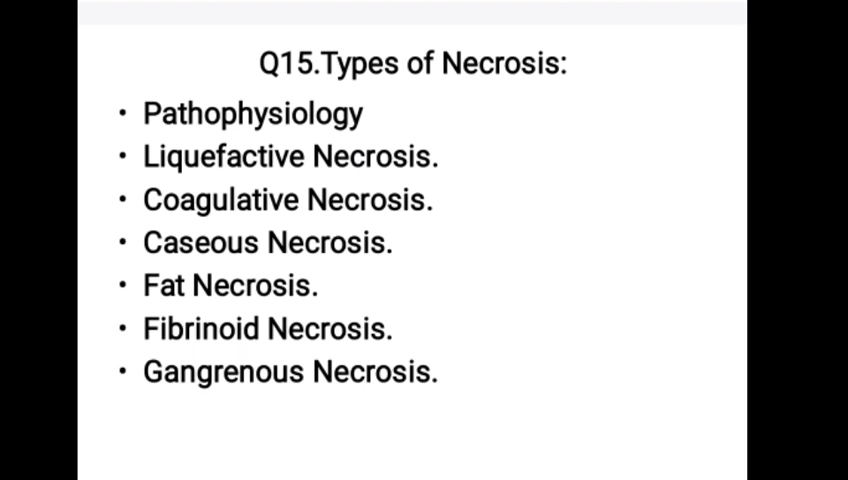 Q15.Types of Necrosis:
• Pathophysiology
• Liquefactive Necrosis.
• Coagulative Necrosis.
• Caseous Necrosis.
• Fat Necrosis.
• Fibrinoid Necrosis.
• Gangrenous Necrosis.